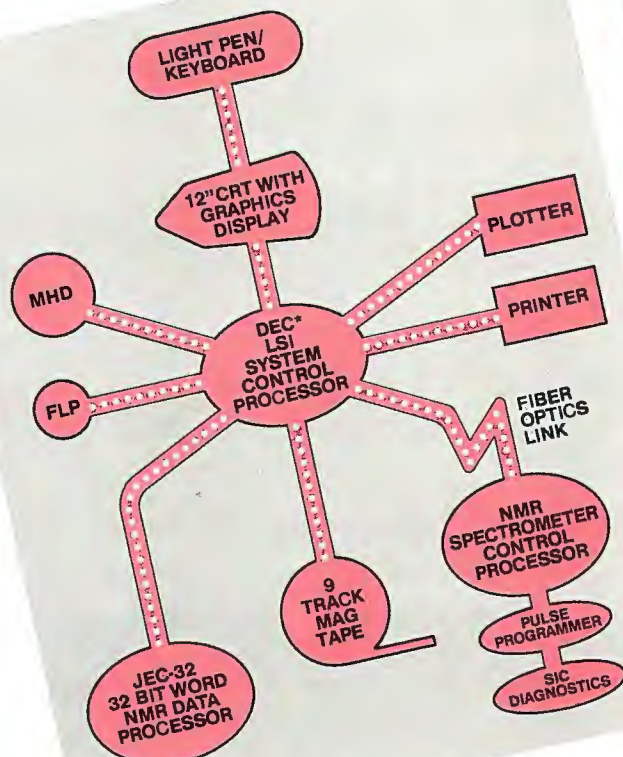 LIGHT PEN/
KEYBOARD
12" CRT WITH
GRAPHICS
DISPLAY
PLOTTER
MHD
PRINTER
DEC*
LSI
SYSTEM
CONTROL
PROCESSOR
FLP
FIBER
OPTICS
LINK
NMR
SPECTROMETER
CONTROL
PROCESSOR
9
TRACK
MAG
TAPE
PULSE
PROGRAMMER
SIC
DIAGNOSTICS
JEC-32
32 BIT WORD
NMR DATA
PROCESSOR